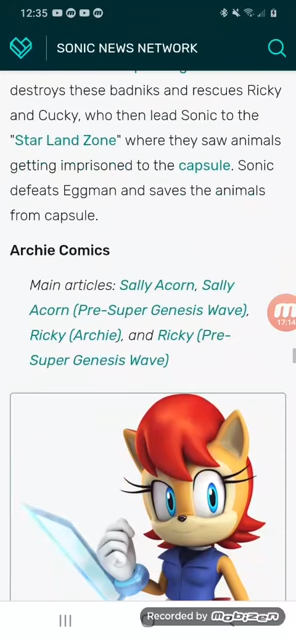 12:35
SONIC NEWS NETWORK
destroys these badniks and rescues Ricky
and Cucky, who then lead Sonic to the
"Star Land Zone" where they saw animals
getting imprisoned to the capsule. Sonic
defeats Eggman and saves the animals
from capsule.
Archie Comics
Main articles: Sally Acorn, Sally
Acorn (Pre-Super Genesis Wave),
Ricky (Archie), and Ricky (Pre-
Super Genesis Wave)
17:14
Recorded by mobizen